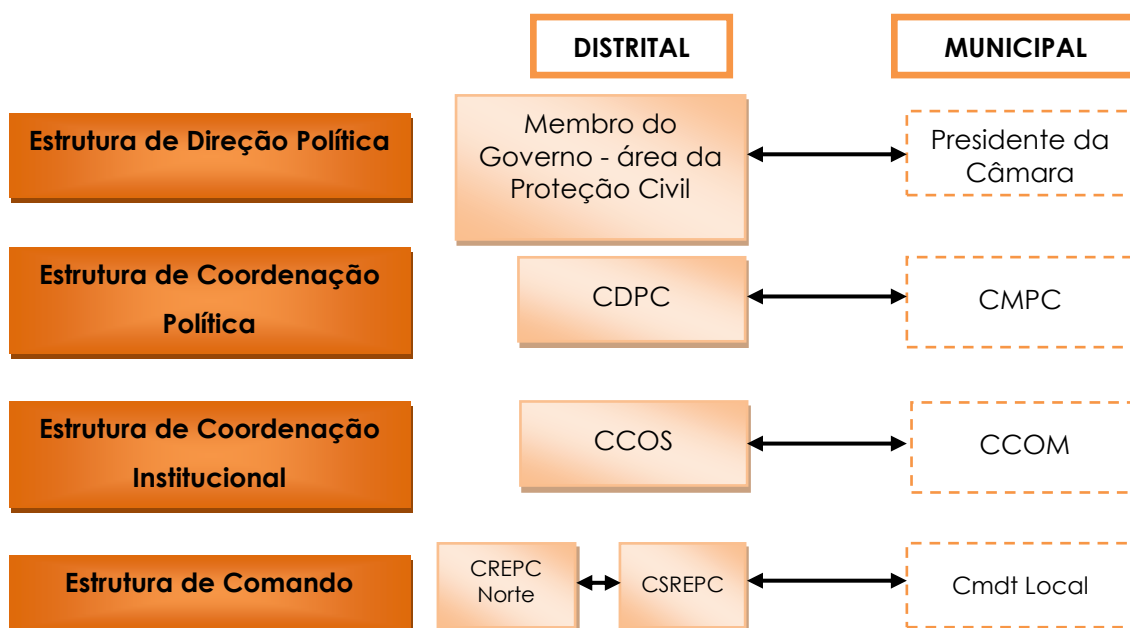 DISTRITAL
MUNICIPAL
Estrutura de Direção Política
Membro do
Governo - área da
Proteção Civil
Presidente da
Câmara
Estrutura de Coordenação
Política
CDPC
CMPC
Estrutura de Coordenação
Institucional
CCOS
CCOM
Estrutura de Comando
CREPC
Norte
CSREPC
Cmdt Local